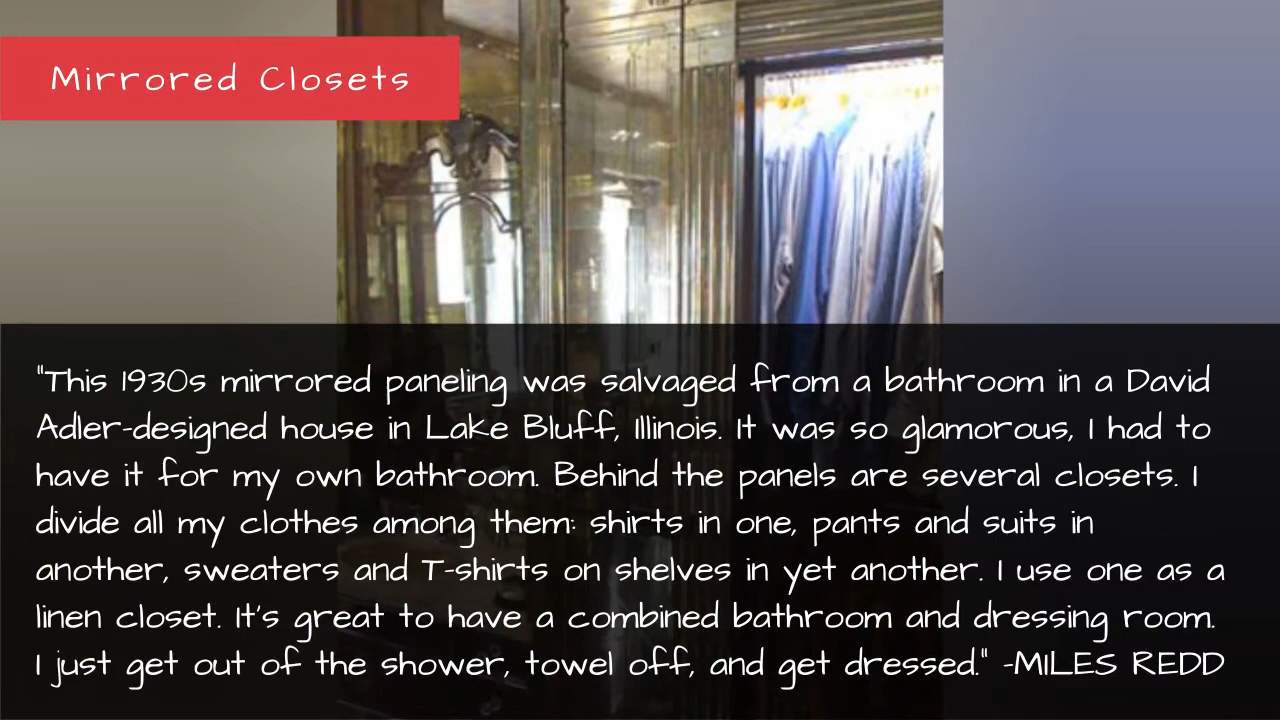 Mirrored Closets
"This 1930s mirrored paneling was salvaged from a bathroom in a David
Adler-designed house in Lake Bluff, Illinois. It was so glamorous, I had to
have it for my own bathroom. Behind the panels are several closets. I
divide all my clothes among them: shirts in one, pants and suits in
another, sweaters and T-shirts on shelves in yet another. I use one as a
linen closet. It's great to have a combined bathroom and dressing room.
I just get out of the shower, towel off, and get dressed." -MILES REDD